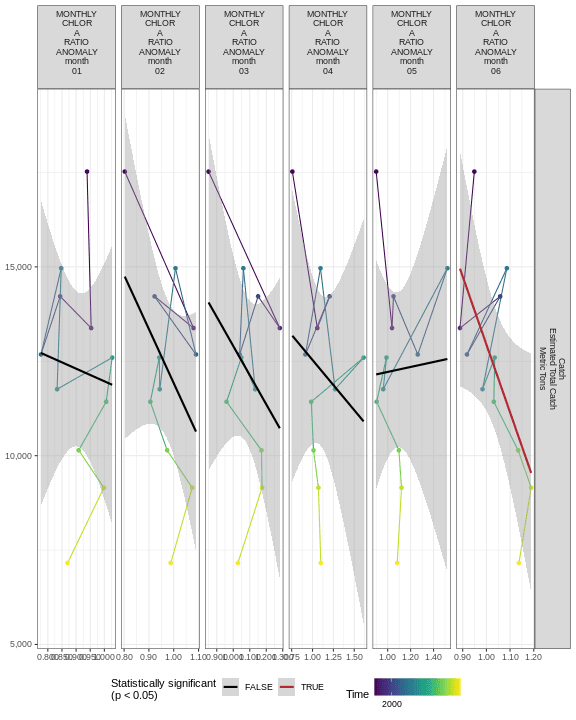 MONTHLY
CHLOR
A
RATIO
ANOMALY
month
01
MONTHLY
CHLOR
A
RATIO
ANOMALY
month
02
MONTHLY
CHLOR
A
RATIO
ANOMALY
month
03
MONTHLY
CHLOR
A
RATIO
ANOMALY
month
04
MONTHLY
CHLOR
A
RATIO
ANOMALY
month
05
MONTHLY
CHLOR
A
RATIO
ANOMALY
month
06
15,000
10,000
5,000
Catch
Estimated Total Catch
Metric Tons
0.80 0.90 1.00 1.10
1.00 1.25 1.50
1.00 1.20 1.40
0.90 1.00 1.10 1.20
Statistically significant
(p < 0.05)
FALSE
TRUE
Time
2000